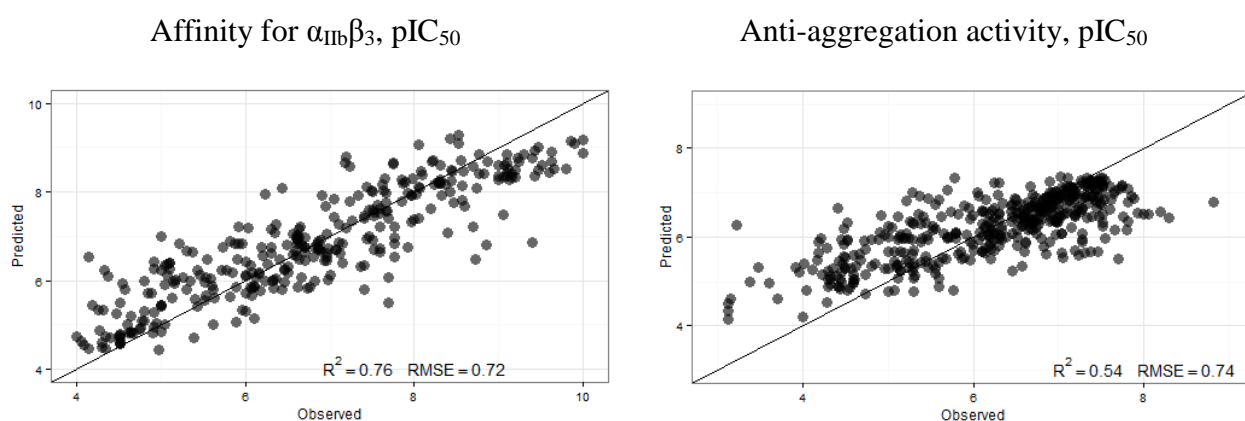 Affinity for αIIbβ3, pIC50
Anti-aggregation activity, pIC50
Predicted
10
8
6
4
R2 = 0.76 RMSE = 0.72
4
6
8
10
Observed
Predicted
8
6
4
R2 = 0.54 RMSE = 0.74
4
6
8
Observed